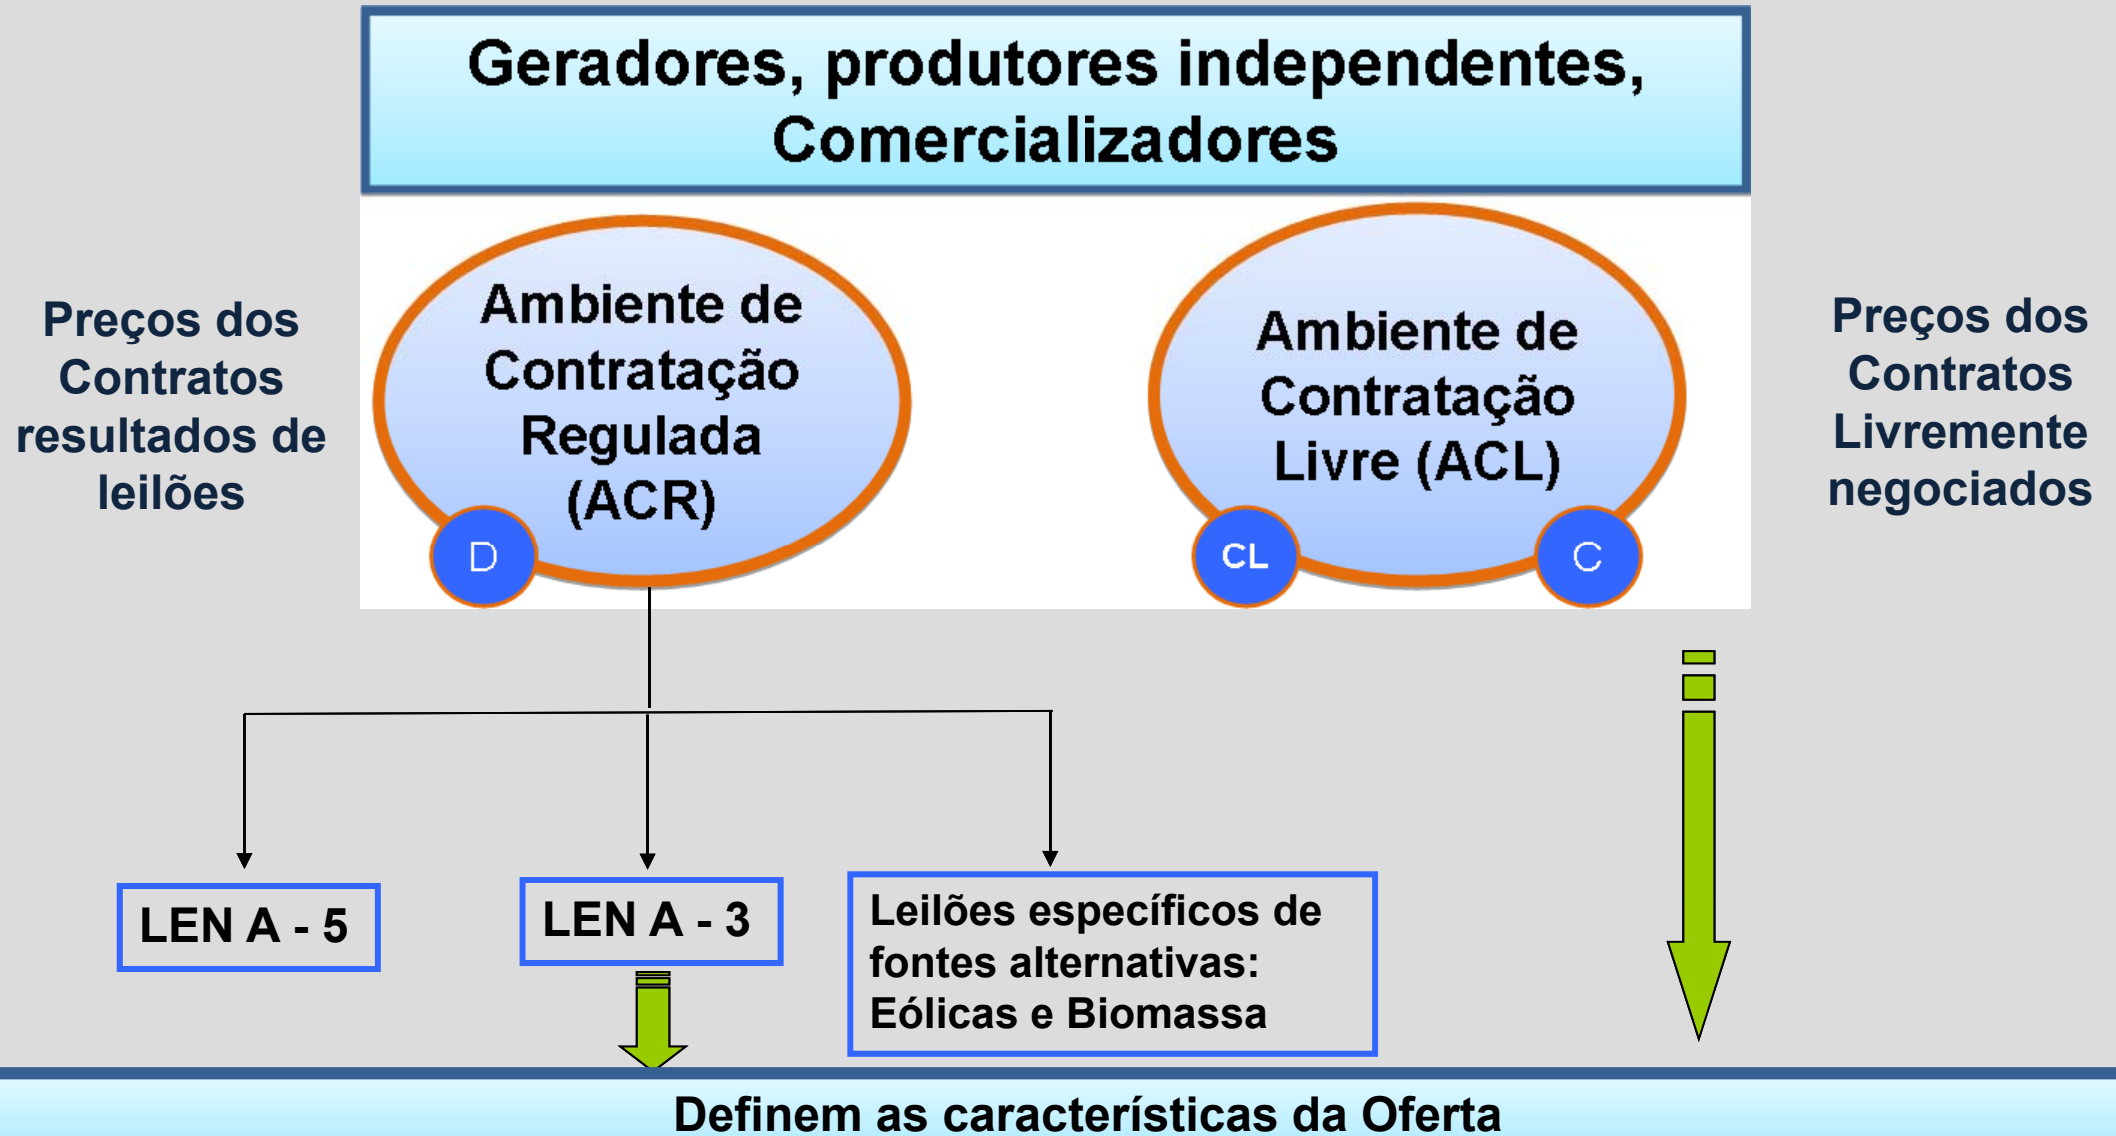 Geradores, produtores independentes,
Comercializadores
Preços dos
Contratos
resultados de
leilões
Ambiente de
Contratação
Regulada
(ACR)
D
Ambiente de
Contratação
Livre (ACL)
CL
C
Preços dos
Contratos
Livremente
negociados
LEN A - 5
LEN A - 3
Leilões específicos de
fontes alternativas:
Eólicas e Biomassa
Definem as características da Oferta